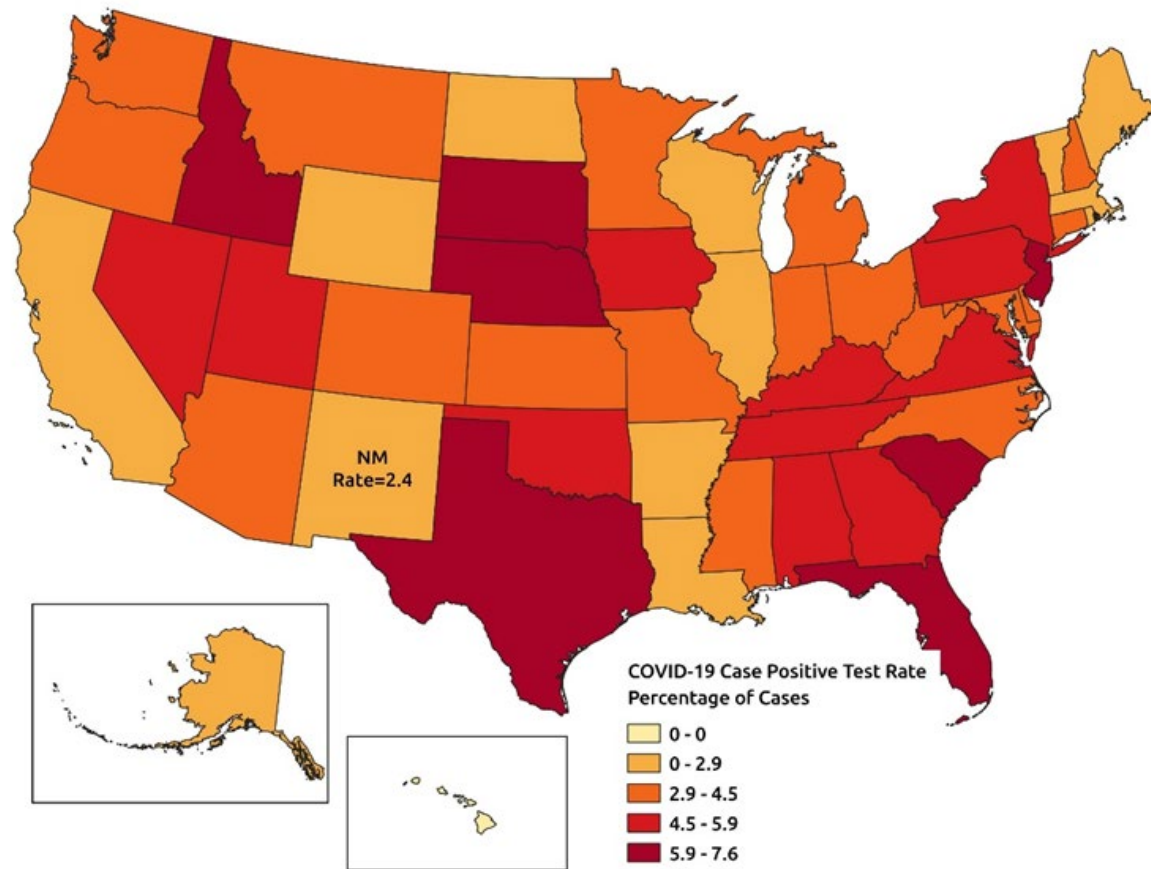 NM
Rate=2.4
COVID-19 Case Positive Test Rate
Percentage of Cases
0 - 0
0 - 2.9
2.9 - 4.5
4.5 - 5.9
5.9 - 7.6